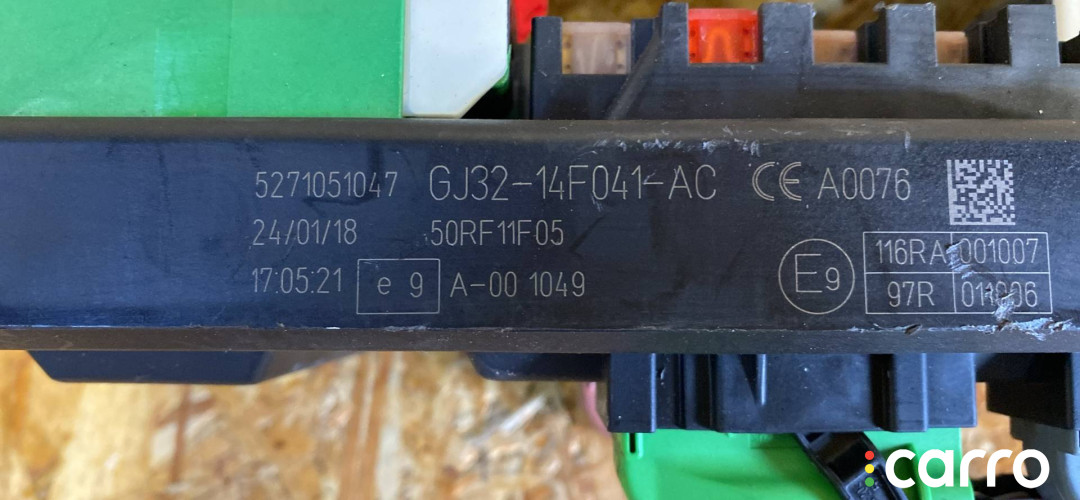 5271051047 GJ32-14F041-AC CE A0076
24/01/18 50RF11F05
17:05:21 e 9 A-00 1049
E9
116RA 001007
97R
carro